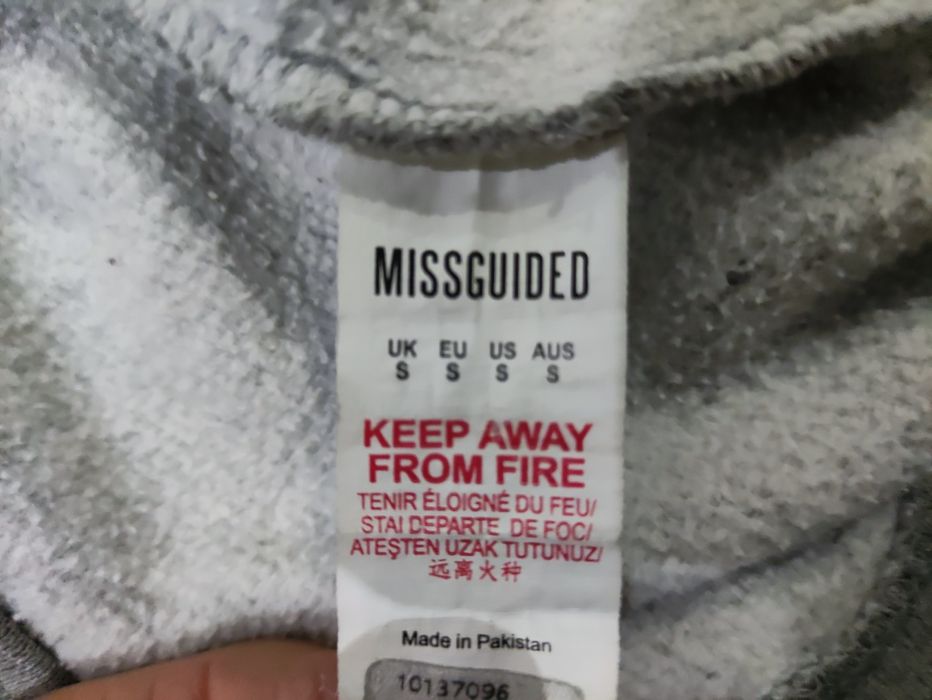 MISSGUIDED
UK EU US AUS
S S S S
KEEP AWAY
FROM FIRE
TENIR ÉLOIGNÉ DU FEU/
STAI DEPARTE DE FOC/
ATEŞTEN UZAK TUTUNUZ/
远离火种
Made in Pakistan
10137096